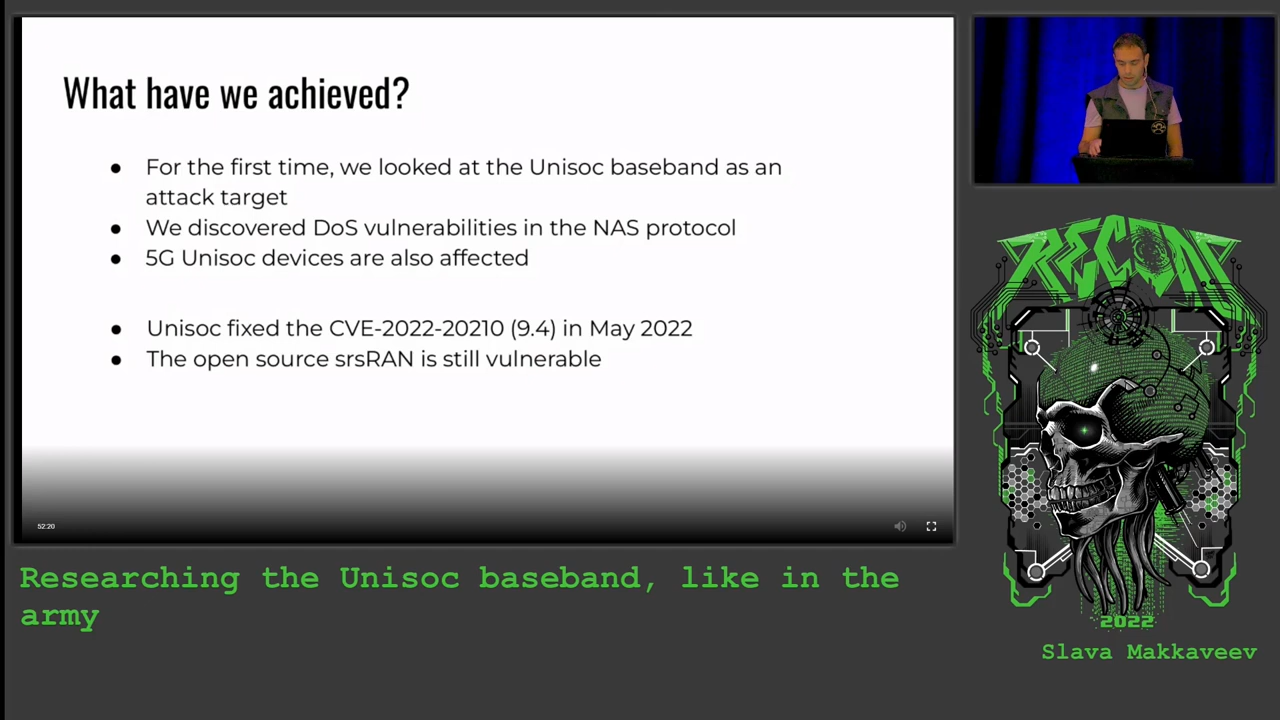 What have we achieved?
● For the first time, we looked at the Unisoc baseband as an
attack target
● We discovered DoS vulnerabilities in the NAS protocol
● 5G Unisoc devices are also affected
● Unisoc fixed the CVE-2022-20210 (9.4) in May 2022
● The open source srsRAN is still vulnerable
52:20
RECON
2022
Researching the Unisoc baseband, like in the
army
Slava Makkaveev